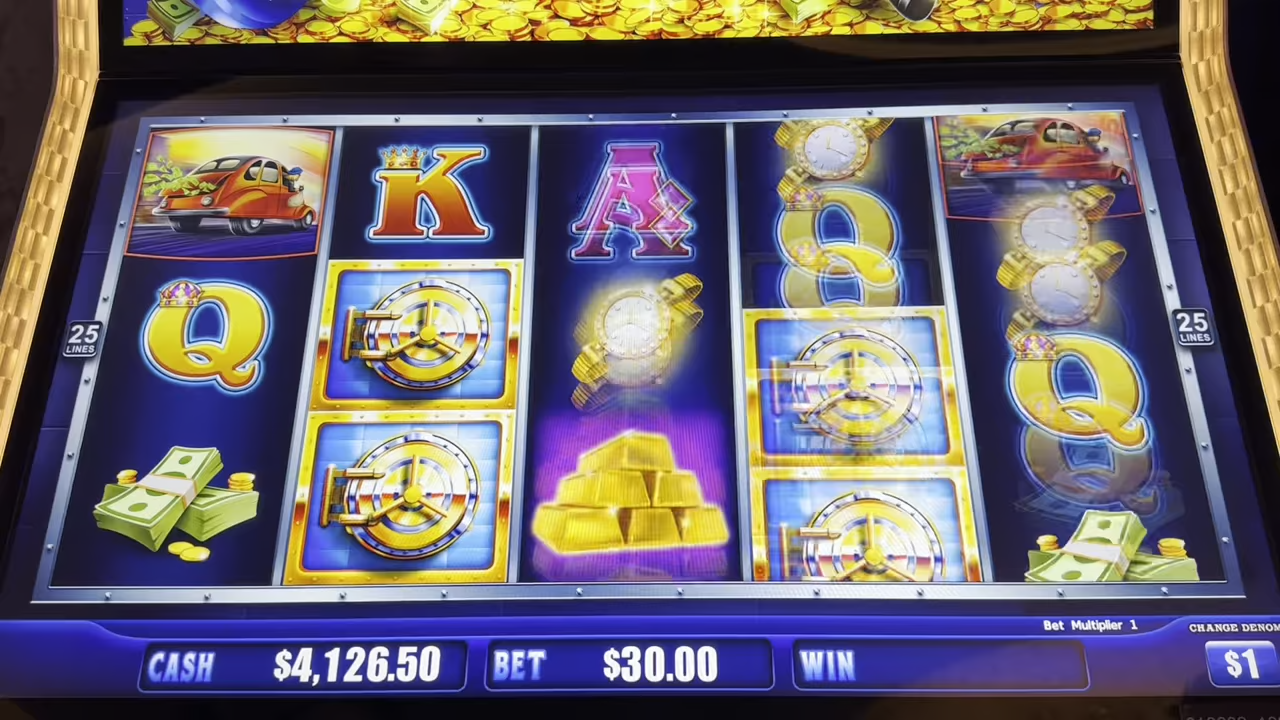 K A Q
Q Q
25 LINES 25 LINES
Bet Multiplier 1 CHANGE DENOM
CASH $4,126.50 BET $30.00 WIN $1